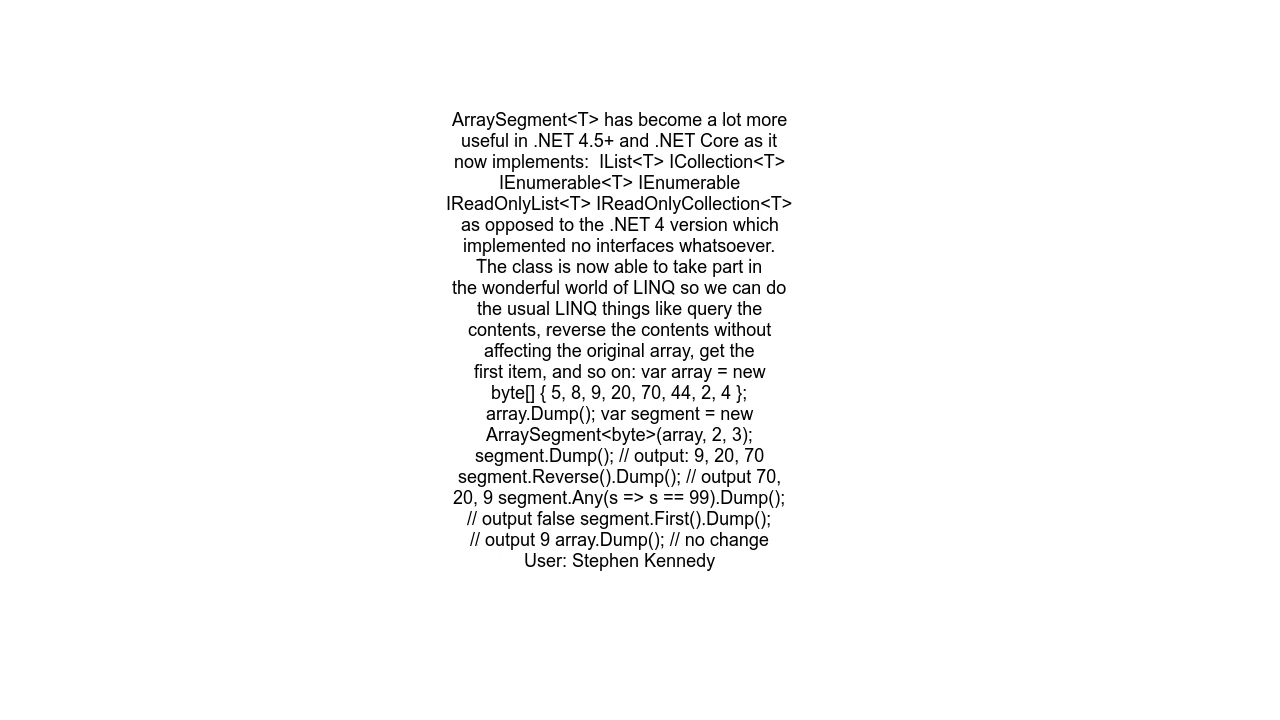 ArraySegment<T> has become a lot more
useful in .NET 4.5+ and .NET Core as it
now implements:  IList<T> ICollection<T>
IEnumerable<T> IEnumerable
IReadOnlyList<T> IReadOnlyCollection<T>
as opposed to the .NET 4 version which
implemented no interfaces whatsoever.
The class is now able to take part in
the wonderful world of LINQ so we can do
the usual LINQ things like query the
contents, reverse the contents without
affecting the original array, get the
first item, and so on: var array = new
byte[] { 5, 8, 9, 20, 70, 44, 2, 4 };
array.Dump(); var segment = new
ArraySegment<byte>(array, 2, 3);
segment.Dump(); // output: 9, 20, 70
segment.Reverse().Dump(); // output 70,
20, 9 segment.Any(s => s == 99).Dump();
// output false segment.First().Dump();
// output 9 array.Dump(); // no change
User: Stephen Kennedy